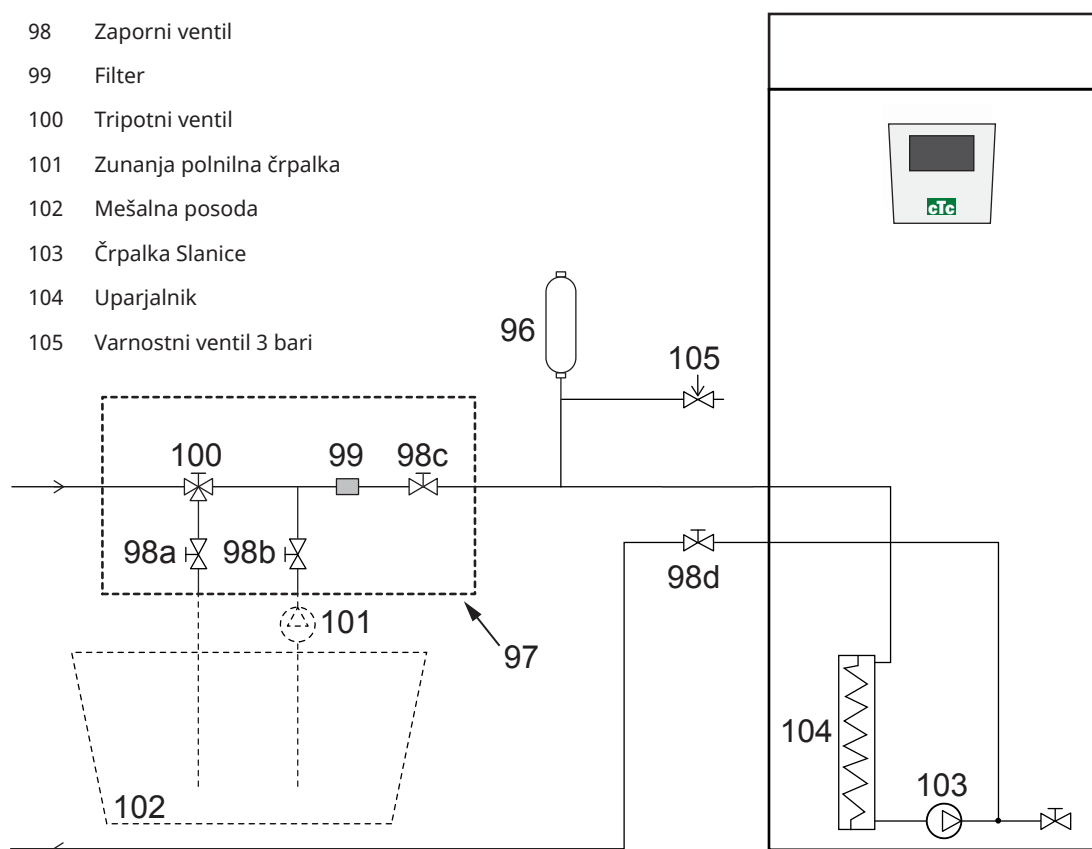 98 Zaporni ventil
99 Filter
100 Tripotni ventil
101 Zunanja polnilna črpalka
102 Mešalna posoda
103 Črpalka Slanice
104 Uparjalnik
105 Varnostni ventil 3 bari
cTc
96
105
100 99 98c
98a 98b
98d
101
97
104
103
102